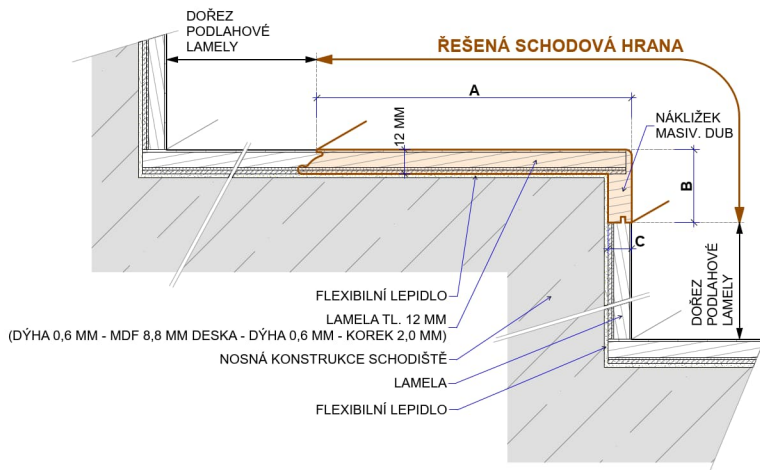 DOŘEZ
PODLAHOVÉ
LAMELY
ŘEŠENÁ SCHODOVÁ HRANA
A
12 MM
NÁKLIŽEK
MASIV. DUB
B
C
DOŘEZ
PODLAHOVÉ
LAMELY
FLEXIBILNÍ LEPIDLO
LAMELA TL. 12 MM
(DÝHA 0,6 MM - MDF 8,8 MM DESKA - DÝHA 0,6 MM - KOREK 2,0 MM)
NOSNÁ KONSTRUKCE SCHODIŠTĚ
LAMELA
FLEXIBILNÍ LEPIDLO